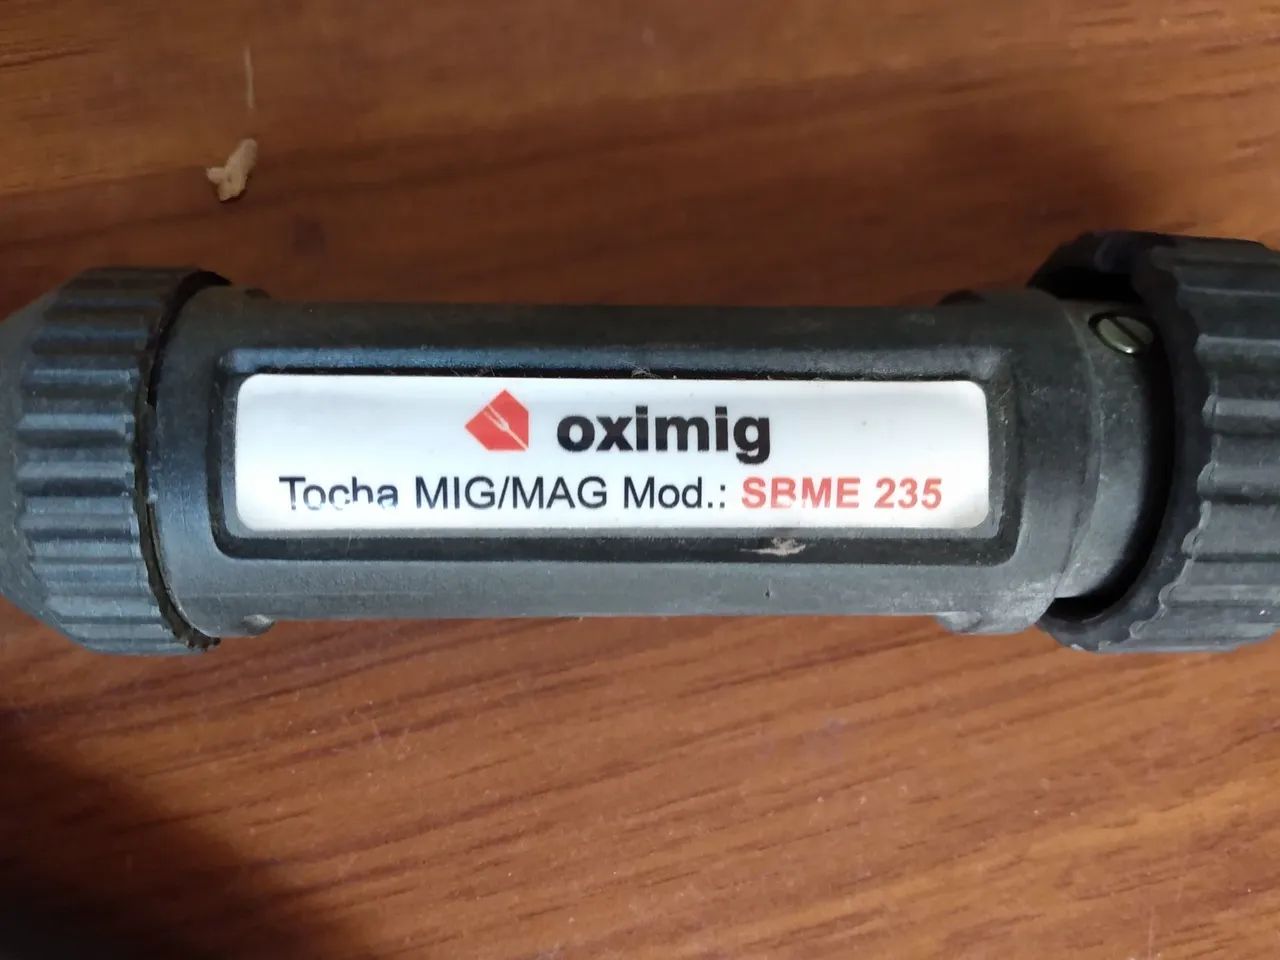 oximig
Tocha MIG/MAG Mod.: SBME 235